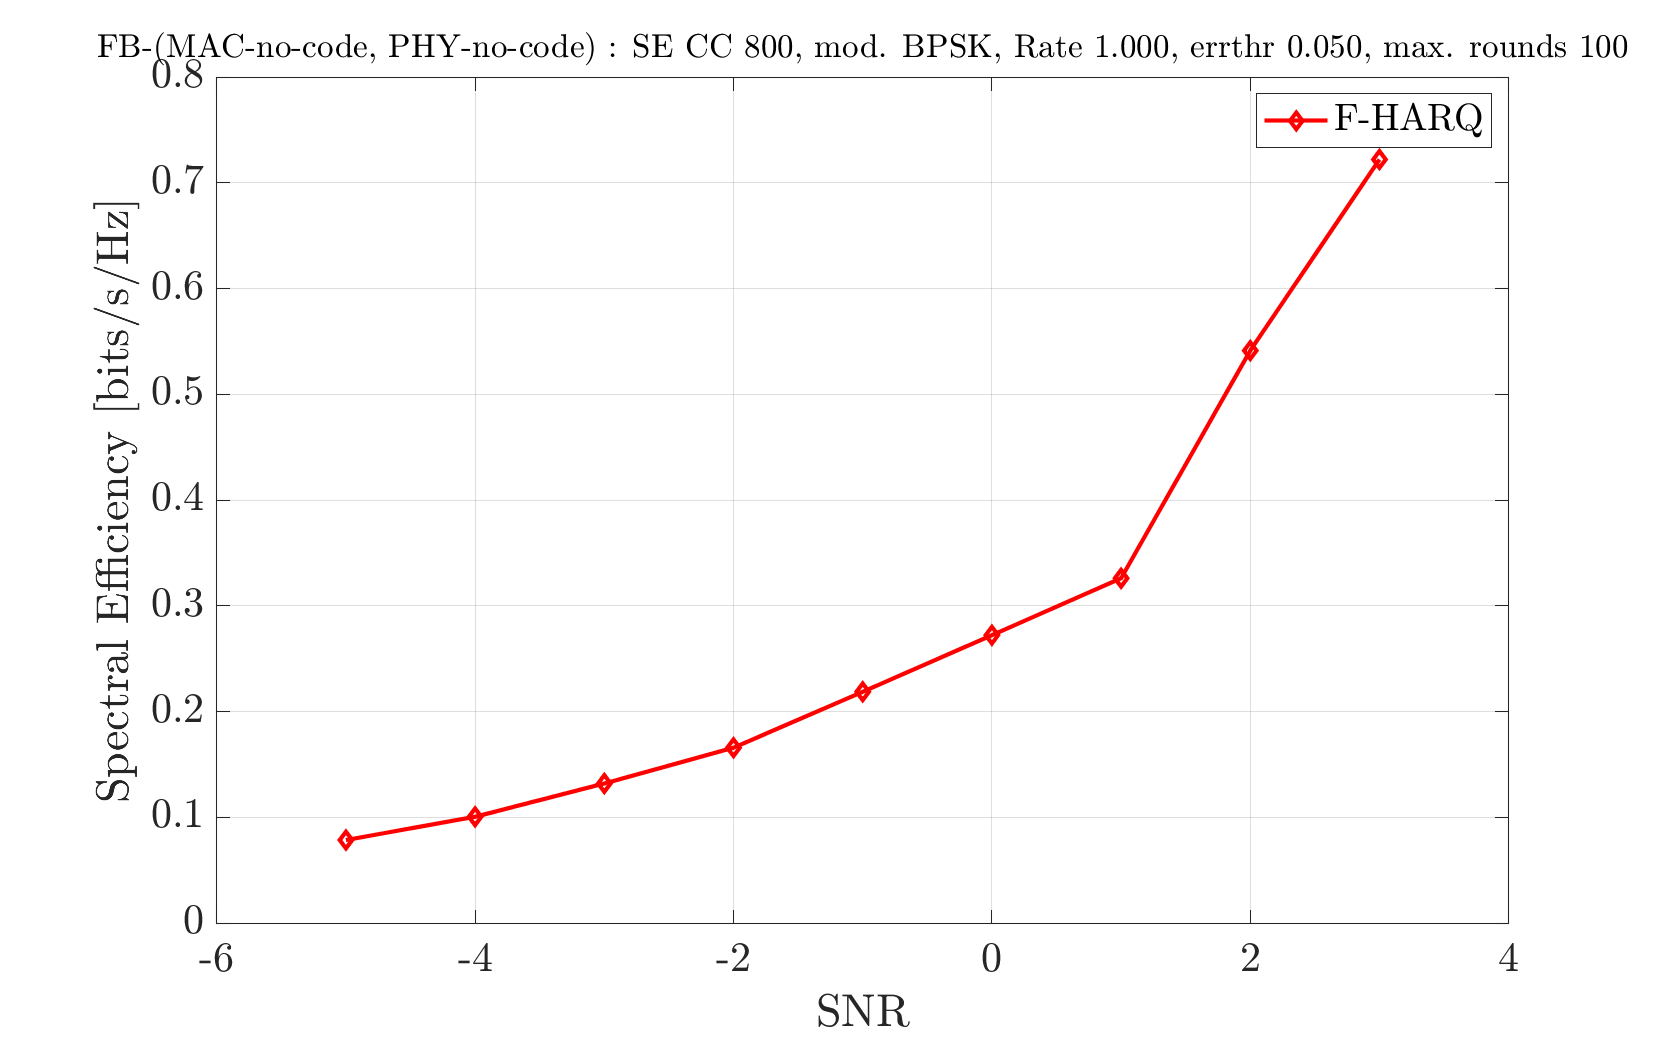 FB-(MAC-no-code, PHY-no-code) : SE CC 800, mod. BPSK, Rate 1.000, errthr 0.050, max. rounds 100
F-HARQ
Spectral Efficiency [bits/s/Hz]
0.8
0.7
0.6
0.5
0.4
0.3
0.2
0.1
0
-6 -4 -2 0 2 4
SNR